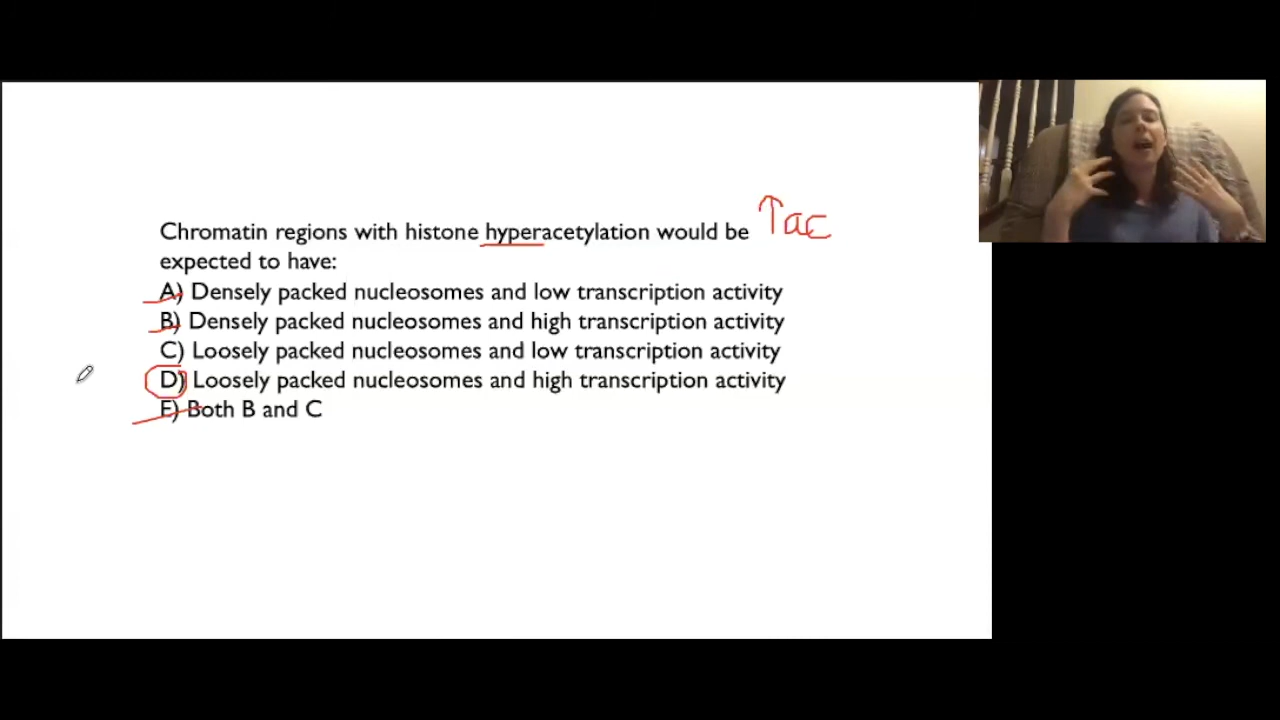 Chromatin regions with histone hyperacetylation would be ↑ac
expected to have:
A) Densely packed nucleosomes and low transcription activity
B) Densely packed nucleosomes and high transcription activity
C) Loosely packed nucleosomes and low transcription activity
D) Loosely packed nucleosomes and high transcription activity
E) Both B and C